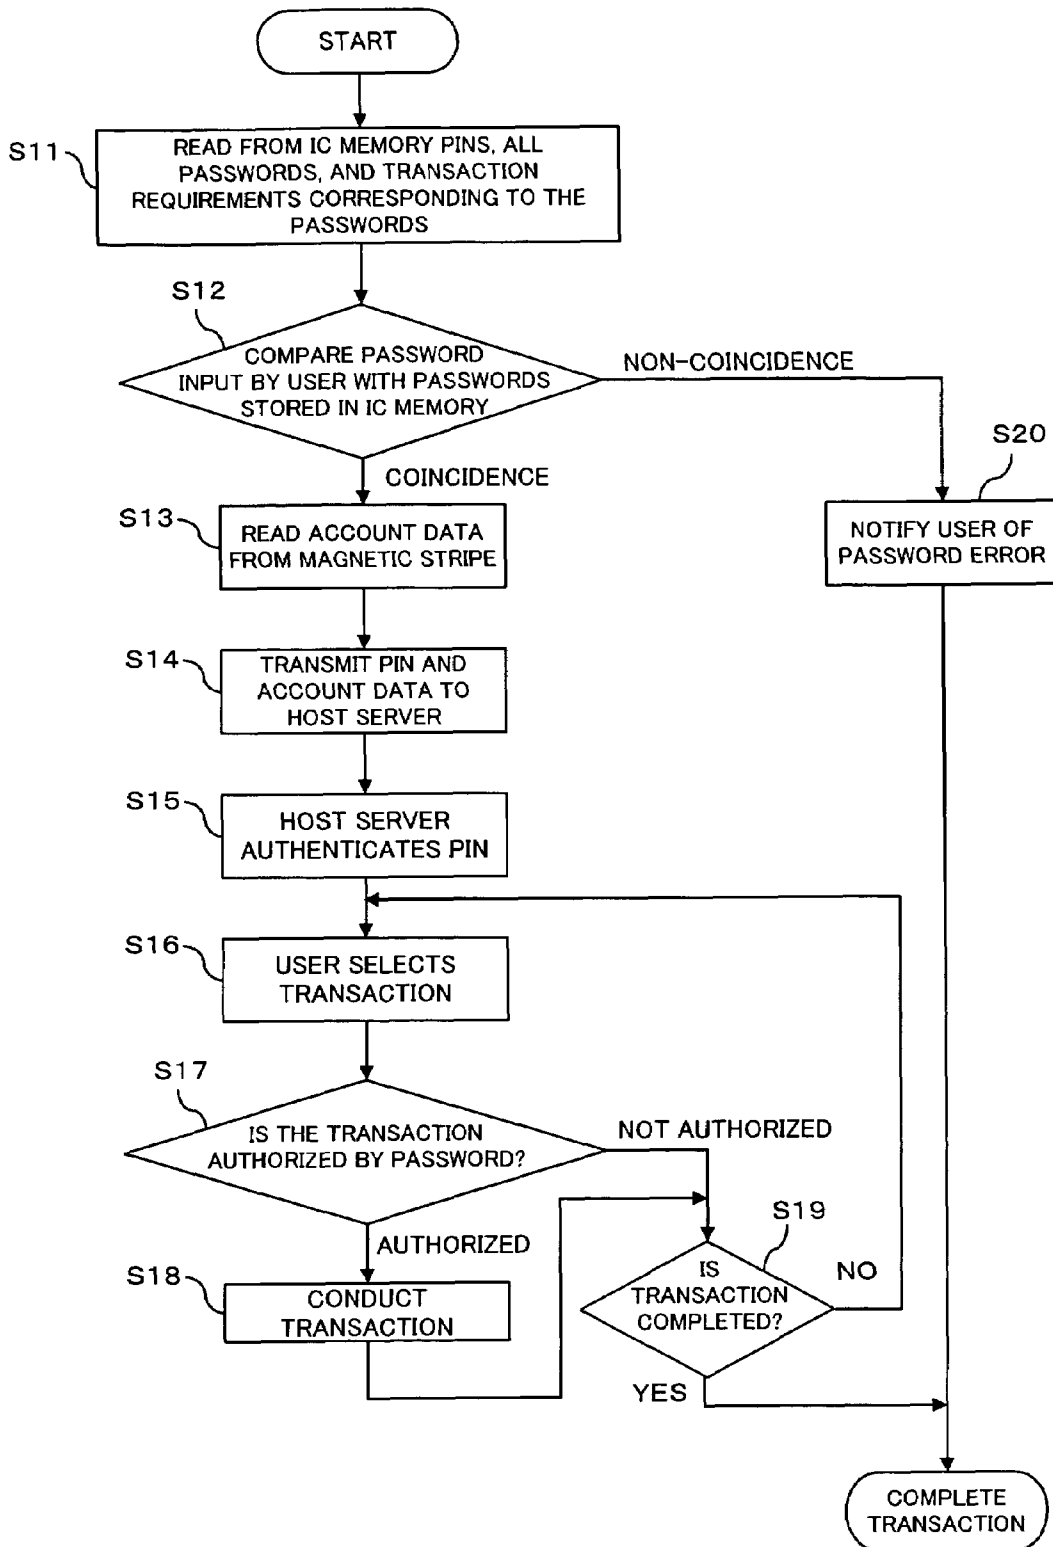 START
S11
READ FROM IC MEMORY PINS, ALL
PASSWORDS, AND TRANSACTION
REQUIREMENTS CORRESPONDING TO THE
PASSWORDS
S12
COMPARE PASSWORD
INPUT BY USER WITH PASSWORDS
STORED IN IC MEMORY
NON-COINCIDENCE
COINCIDENCE
S20
NOTIFY USER OF
PASSWORD ERROR
S13
READ ACCOUNT DATA
FROM MAGNETIC STRIPE
S14
TRANSMIT PIN AND
ACCOUNT DATA TO
HOST SERVER
S15
HOST SERVER
AUTHENTICATES PIN
S16
USER SELECTS
TRANSACTION
S17
IS THE TRANSACTION
AUTHORIZED BY PASSWORD?
NOT AUTHORIZED
AUTHORIZED
S18
CONDUCT
TRANSACTION
S19
IS
TRANSACTION
COMPLETED?
NO
YES
COMPLETE
TRANSACTION